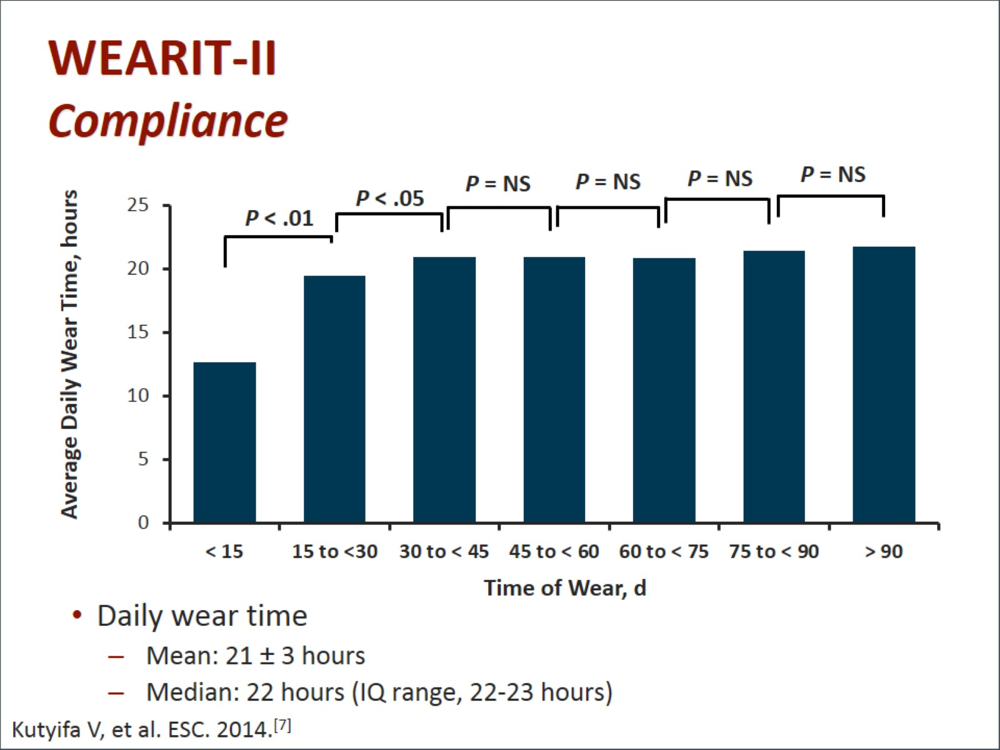 WEARIT-II
Compliance
Average Daily Wear Time, hours
25
20
15
10
5
0
P < .01
P < .05
P = NS
P = NS
P = NS
P = NS
< 15
15 to <30
30 to < 45
45 to < 60
60 to < 75
75 to < 90
> 90
Time of Wear, d
• Daily wear time
– Mean: 21 ± 3 hours
– Median: 22 hours (IQ range, 22-23 hours)
Kutyifa V, et al. ESC. 2014.[7]